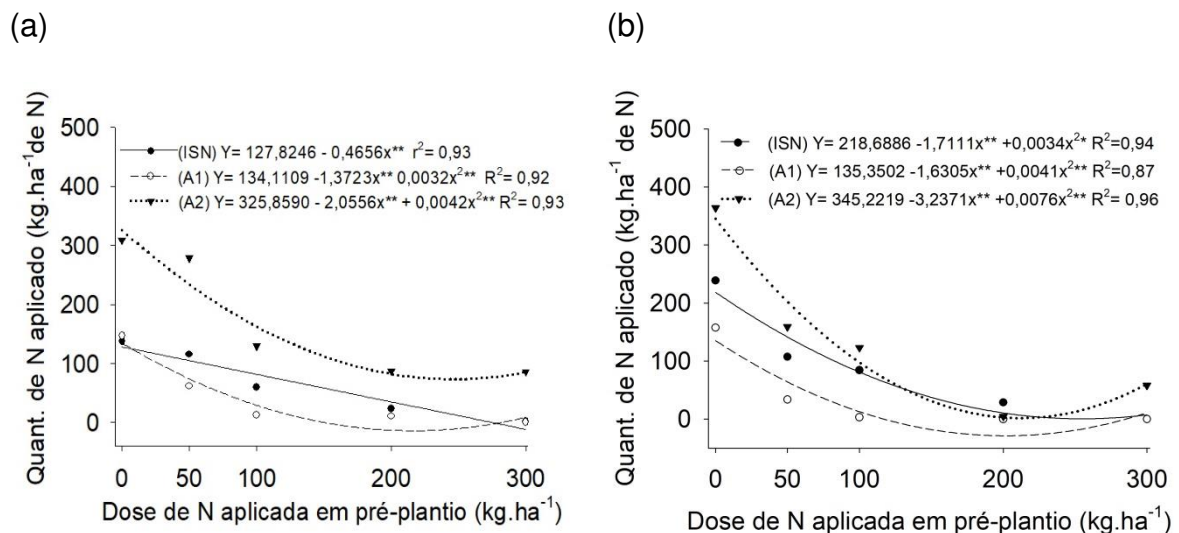 (a)
Quant. de N aplicado (kg.ha⁻¹de N)
500
400
300
200
100
0
(ISN) Y= 127,8246 - 0,4656x** r²= 0,93
(A1) Y= 134,1109 -1,3723x** 0,0032x²** R²= 0,92
(A2) Y= 325,8590 - 2,0556x** + 0,0042x²** R²= 0,93
0 50 100 200 300
Dose de N aplicada em pré-plantio (kg.ha⁻¹)
(b)
Quant. de N aplicado (kg.ha⁻¹de N)
500
400
300
200
100
0
(ISN) Y= 218,6886 -1,7111x** +0,0034x²* R²=0,94
(A1) Y= 135,3502 -1,6305x** +0,0041x²** R²=0,87
(A2) Y= 345,2219 -3,2371x** +0,0076x²** R²= 0,96
0 50 100 200 300
Dose de N aplicada em pré-plantio (kg.ha⁻¹)